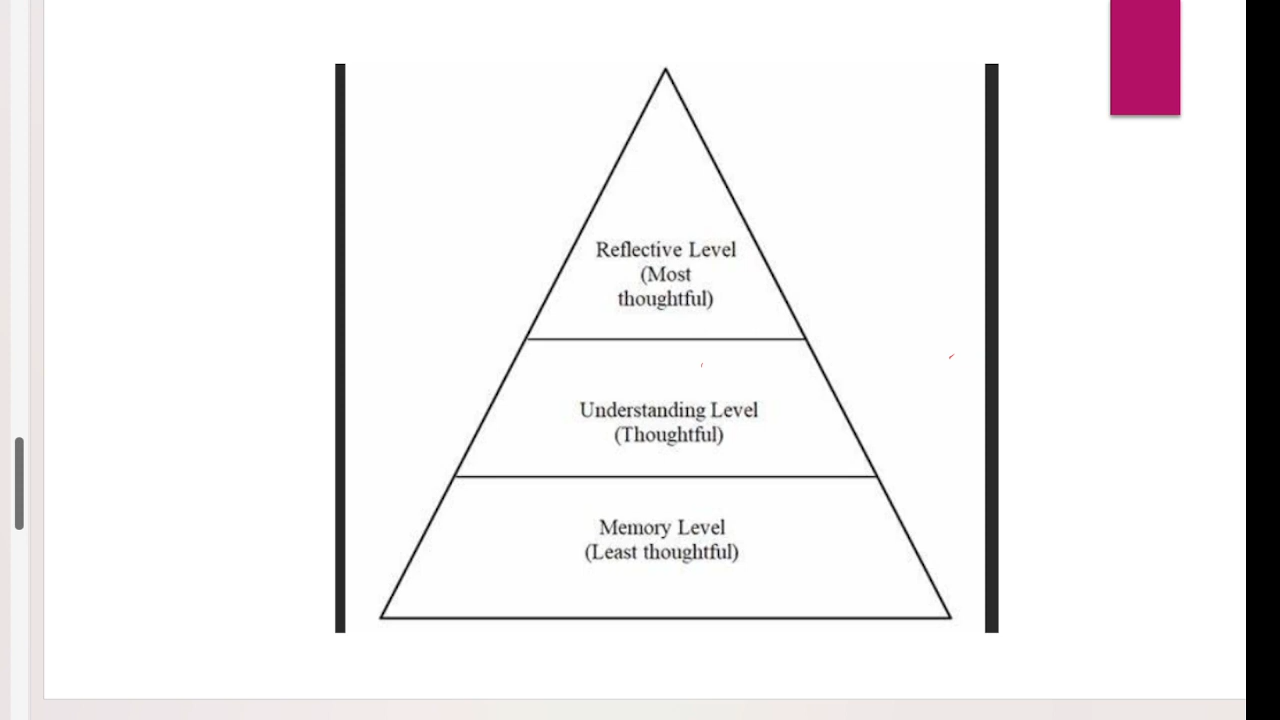 Reflective Level
(Most
thoughtful)
Understanding Level
(Thoughtful)
Memory Level
(Least thoughtful)